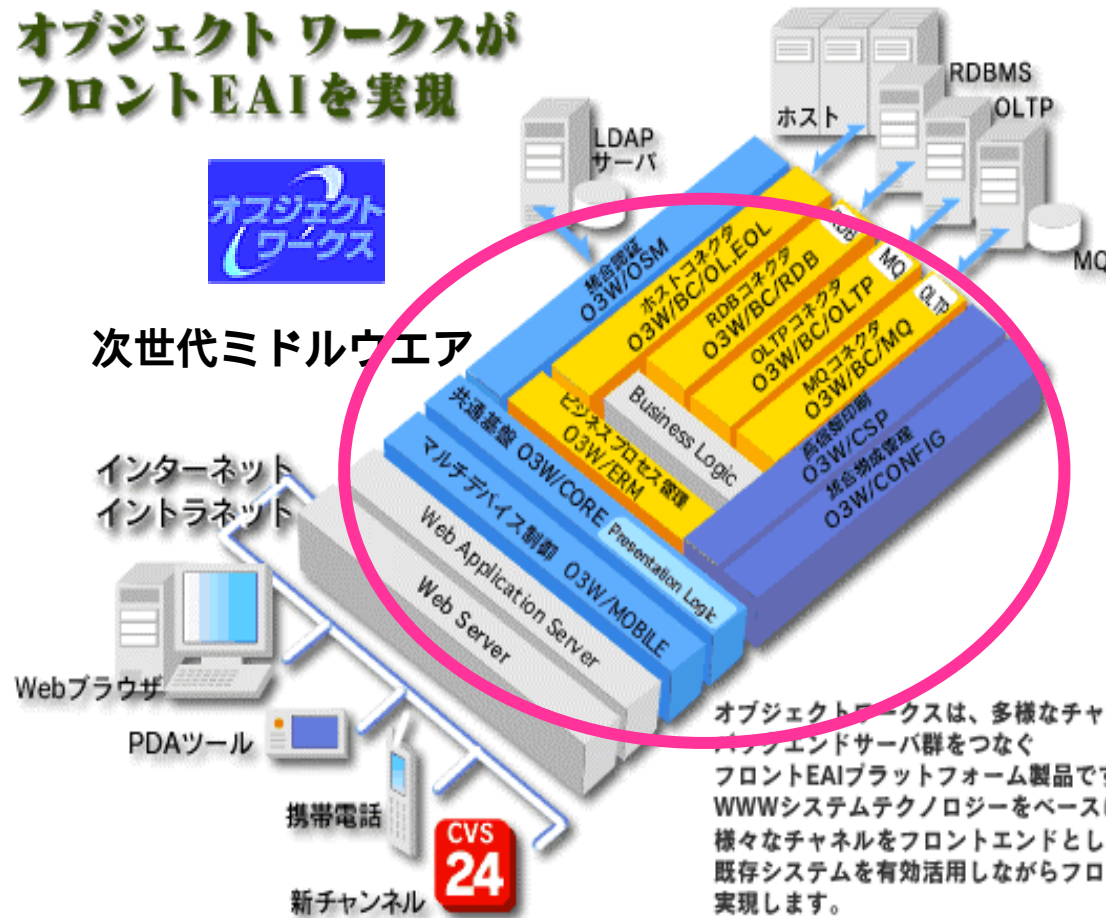 オブジェクト ワークスが
フロントEAIを実現
オブジェクト
ワークス
次世代ミドルウエア
ホスト
RDBMS
OLTP
MQ
LDAP
サーバ
統合認証
O3W/OSM
ホストコネクタ
O3W/BC/OL,EOL
RDB
RDBコネクタ
O3W/BC/RDB
MQ
OLTPコネクタ
O3W/BC/OLTP
OLTP
MQコネクタ
O3W/BC/MQ
Business Logic
高信頼印刷
O3W/CSP
統合構成管理
O3W/CONFIG
ビジネスプロセス管理
O3W/ERM
共通基盤 O3W/CORE
Presentation Logic
マルチデバイス制御 O3W/MOBILE
Web Application Server
Web Server
インターネット
イントラネット
Webブラウザ
PDAツール
携帯電話
新チャンネル
CVS
24
オブジェクトワークスは、多様なチャ
バックエンドサーバ群をつなぐ
フロントEAIプラットフォーム製品です
WWWシステムテクノロジーをベースに
様々なチャネルをフロントエンドとし
既存システムを有効活用しながらフロ
実現します。